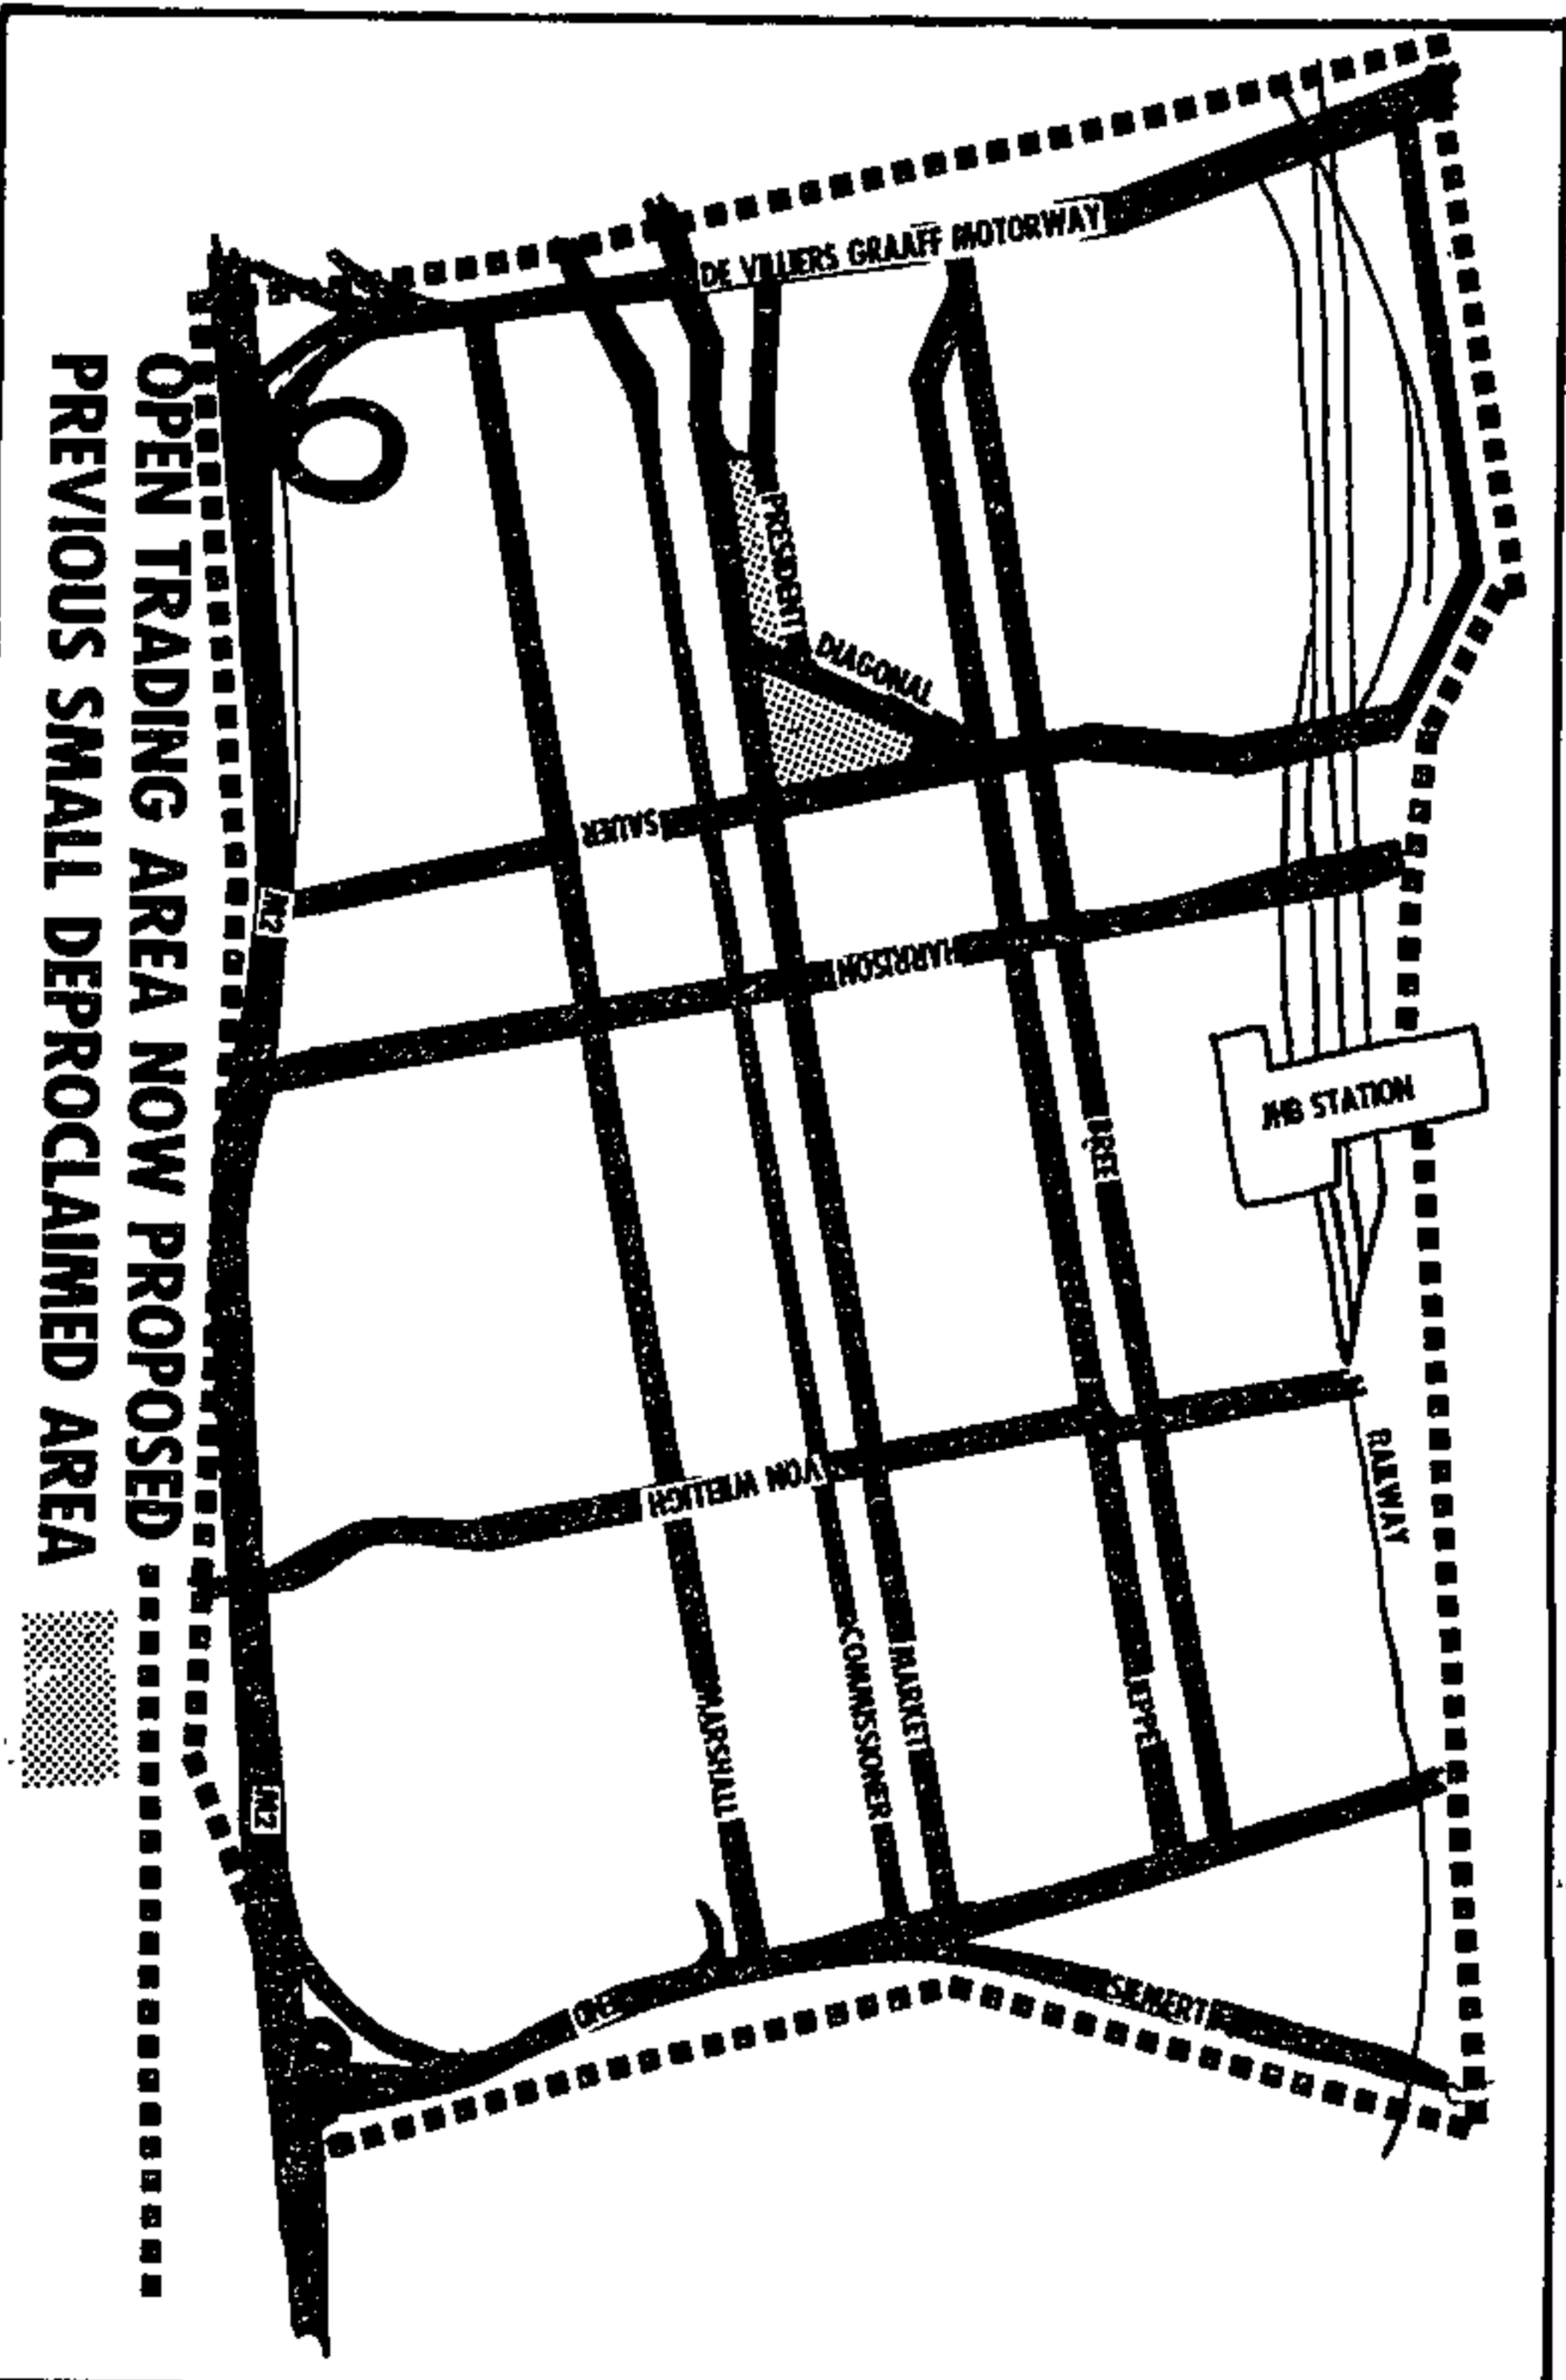 DE VILLIERS GRAAFF MOTORWAY
PRESIDENT
DIAGONAL
SAUER
M2
HARRISON
JHB STATION
BREE
RAILWAY
VON WIELLIGH
COMMISSIONER
MARKET
JEPPE
MARSHALL
M2
END
SIEMERT
OPEN TRADING AREA NOW PROPOSED
PREVIOUS SMALL DEPROCLAIMED AREA